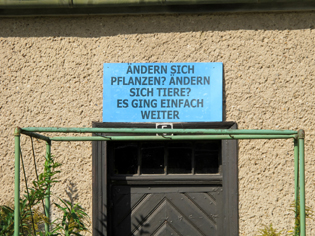 ÄNDERN SICH
PFLANZEN? ÄNDERN
SICH TIERE?
ES GING EINFACH
WEITER